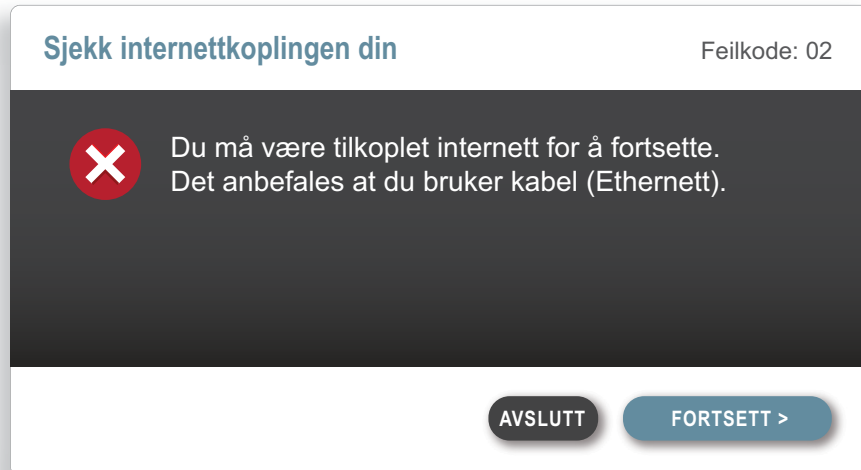 Sjekk internettkoplingen din
Feilkode: 02
Du må være tilkoplet internett for å fortsette.
Det anbefales at du bruker kabel (Ethernett).
AVSLUTT
FORTSETT >